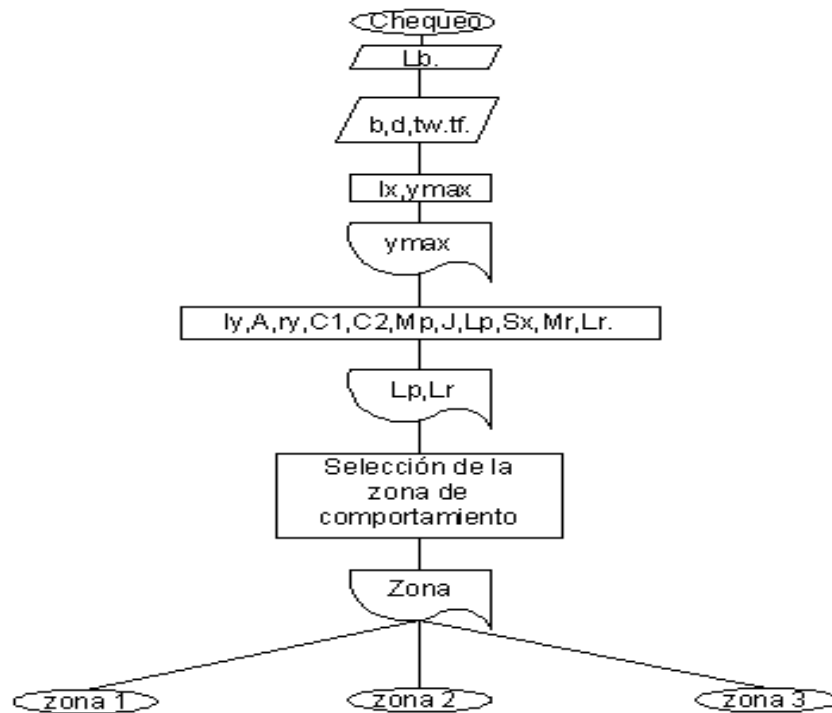 Chequeo
Lb.
b,d,tw.tf.
Ix,ymax
ymax
Iy,A,ry,C1,C2,Mp,J,Lp,Sx,Mr,Lr.
Lp,Lr
Selección de la
zona de
comportamiento
Zona
zona 1
zona 2
zona 3